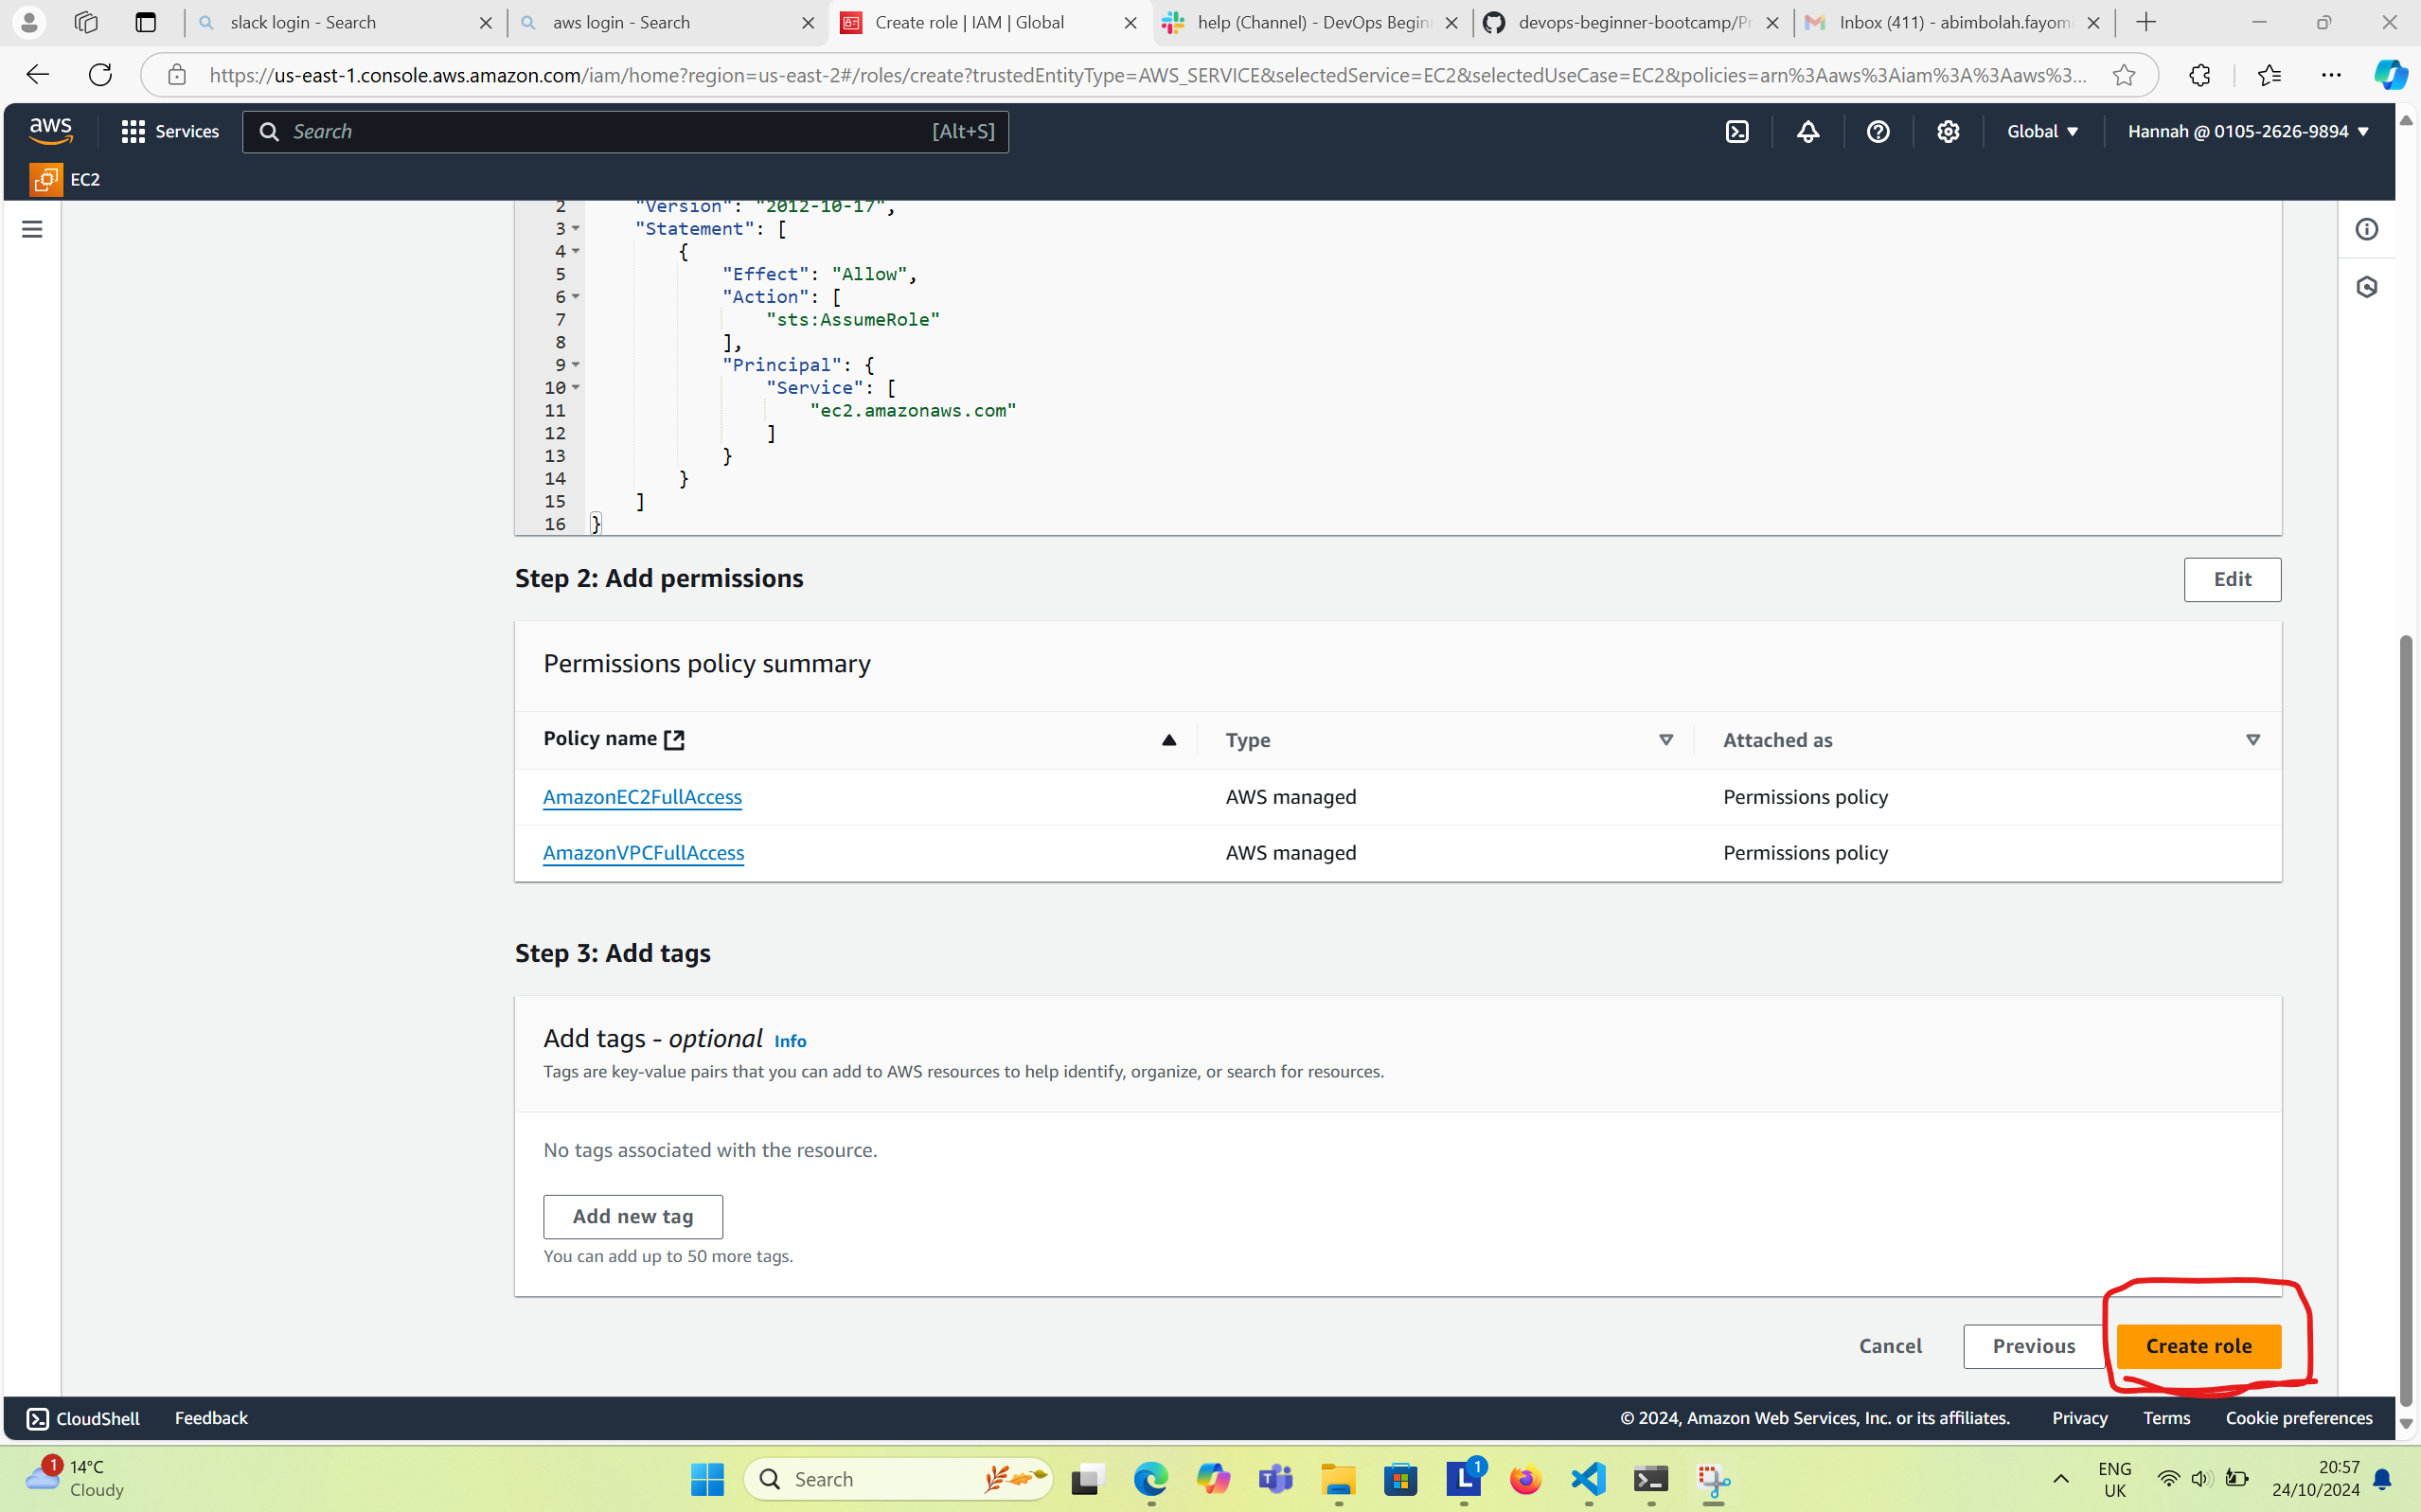 slack login - Search
aws login - Search
Create role | IAM | Global
help (Channel) - DevOps Beginn
devops-beginner-bootcamp/Pr
Inbox (411) - abimbolah.fayomi
https://us-east-1.console.aws.amazon.com/iam/home?region=us-east-2#/roles/create?trustedEntityType=AWS_SERVICE&selectedService=EC2&selectedUseCase=EC2&policies=arn%3Aaws%3Aiam%3A%3Aaws%3...
aws
Services
Search
[Alt+S]
Global
Hannah @ 0105-2626-9894
EC2
2 "Version": "2012-10-17",
3 "Statement": [
4 {
5 "Effect": "Allow",
6 "Action": [
7 "sts:AssumeRole"
8 ],
9 "Principal": {
10 "Service": [
11 "ec2.amazonaws.com"
12 ]
13 }
14 }
15 ]
16 }
Step 2: Add permissions
Edit
Permissions policy summary
Policy name Type Attached as
AmazonEC2FullAccess AWS managed Permissions policy
AmazonVPCFullAccess AWS managed Permissions policy
Step 3: Add tags
Add tags - optional Info
Tags are key-value pairs that you can add to AWS resources to help identify, organize, or search for resources.
No tags associated with the resource.
Add new tag
You can add up to 50 more tags.
Cancel
Previous
Create role
CloudShell
Feedback
© 2024, Amazon Web Services, Inc. or its affiliates.
Privacy
Terms
Cookie preferences
1
14°C
Cloudy
Search
L
1
ENG
UK
20:57
24/10/2024